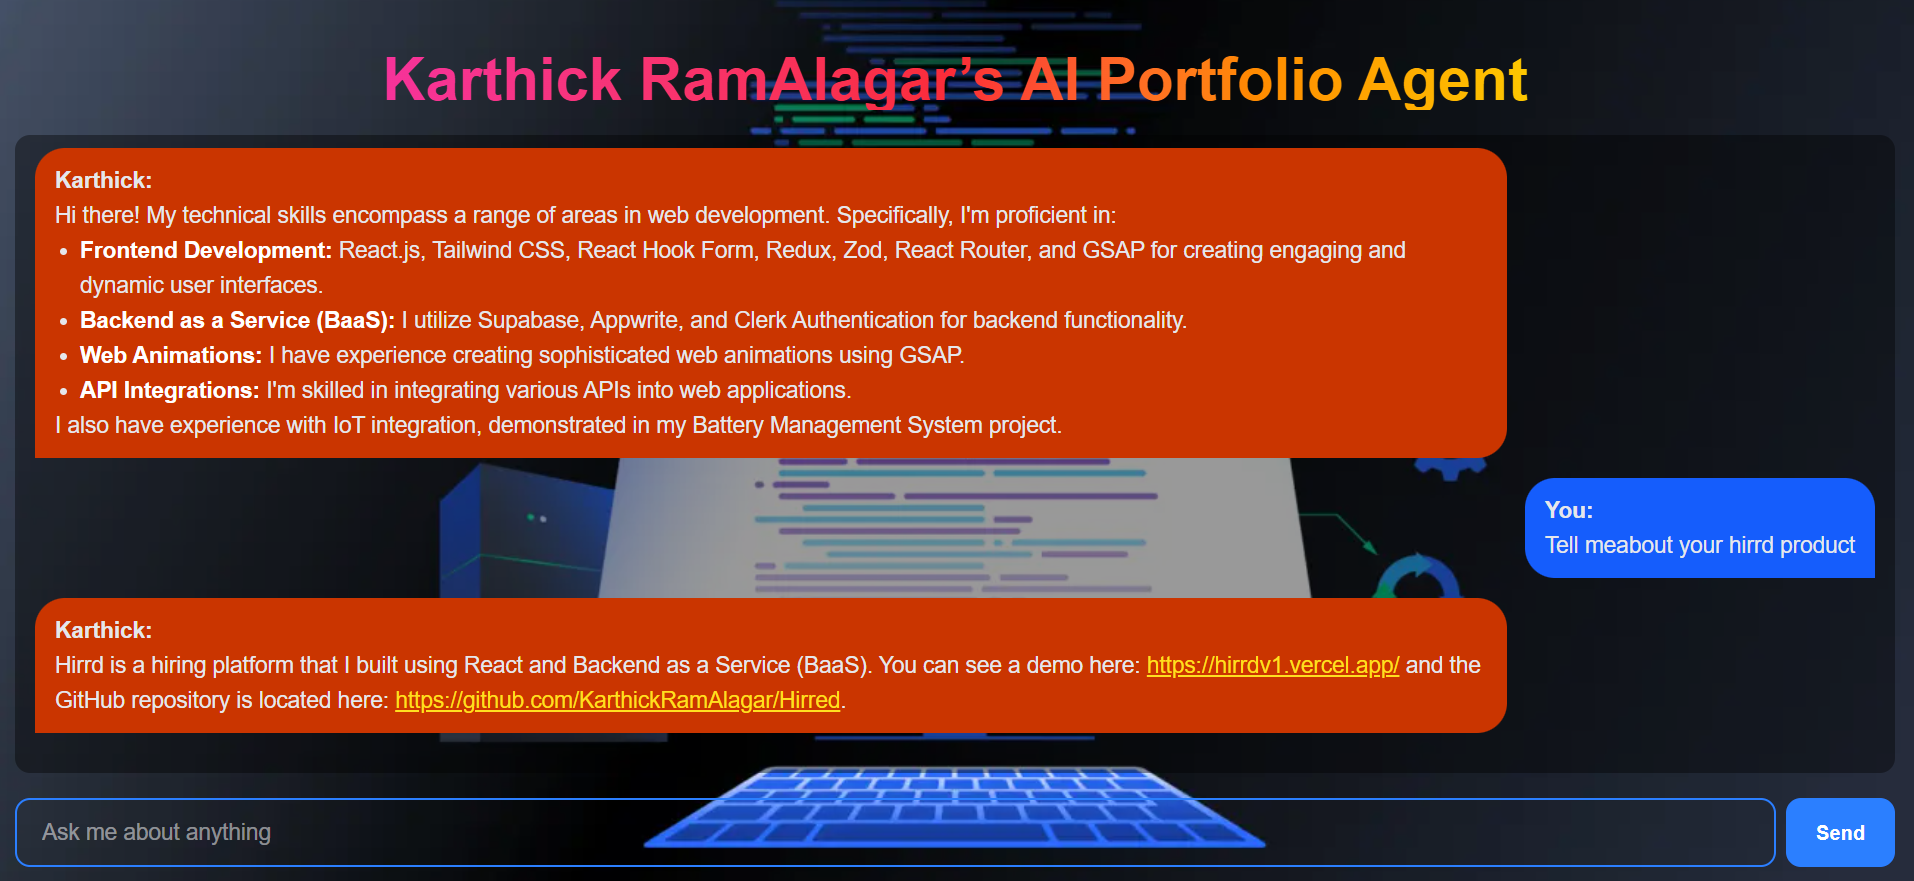 Karthick RamAlagar’s AI Portfolio Agent
Karthick:
Hi there! My technical skills encompass a range of areas in web development. Specifically, I'm proficient in:
• Frontend Development: React.js, Tailwind CSS, React Hook Form, Redux, Zod, React Router, and GSAP for creating engaging and
dynamic user interfaces.
• Backend as a Service (BaaS): I utilize Supabase, Appwrite, and Clerk Authentication for backend functionality.
• Web Animations: I have experience creating sophisticated web animations using GSAP.
• API Integrations: I'm skilled in integrating various APIs into web applications.
I also have experience with IoT integration, demonstrated in my Battery Management System project.
You:
Tell meabout your hirrd product
Karthick:
Hirrd is a hiring platform that I built using React and Backend as a Service (BaaS). You can see a demo here: https://hirrdv1.vercel.app/ and the
GitHub repository is located here: https://github.com/KarthickRamAlagar/Hirred.
Ask me about anything
Send